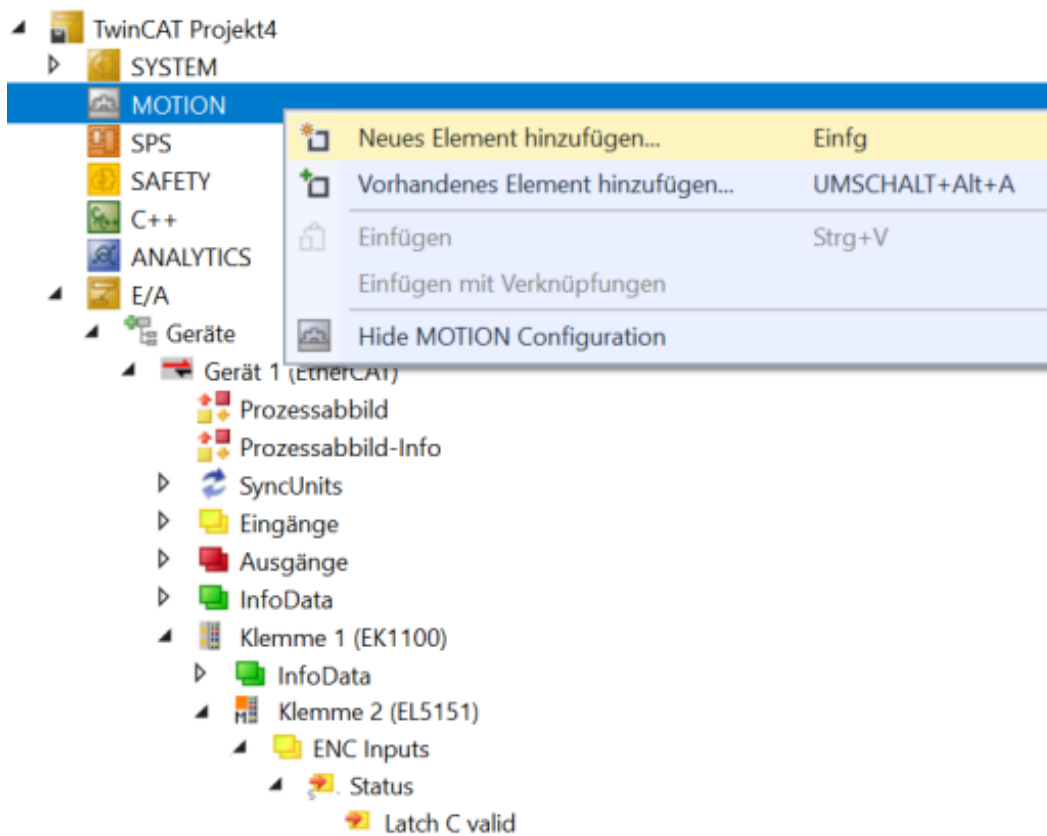 TwinCAT Projekt4
SYSTEM
MOTION
Neues Element hinzufügen... Einfg
SPS
Vorhandenes Element hinzufügen... UMSCHALT+Alt+A
SAFETY
C++
Einfügen Strg+V
ANALYTICS
Einfügen mit Verknüpfungen
E/A
Geräte
Hide MOTION Configuration
Gerät 1 (EtherCAT)
Prozessabbild
Prozessabbild-Info
SyncUnits
Eingänge
Ausgänge
InfoData
Klemme 1 (EK1100)
InfoData
Klemme 2 (EL5151)
ENC Inputs
Status
Latch C valid